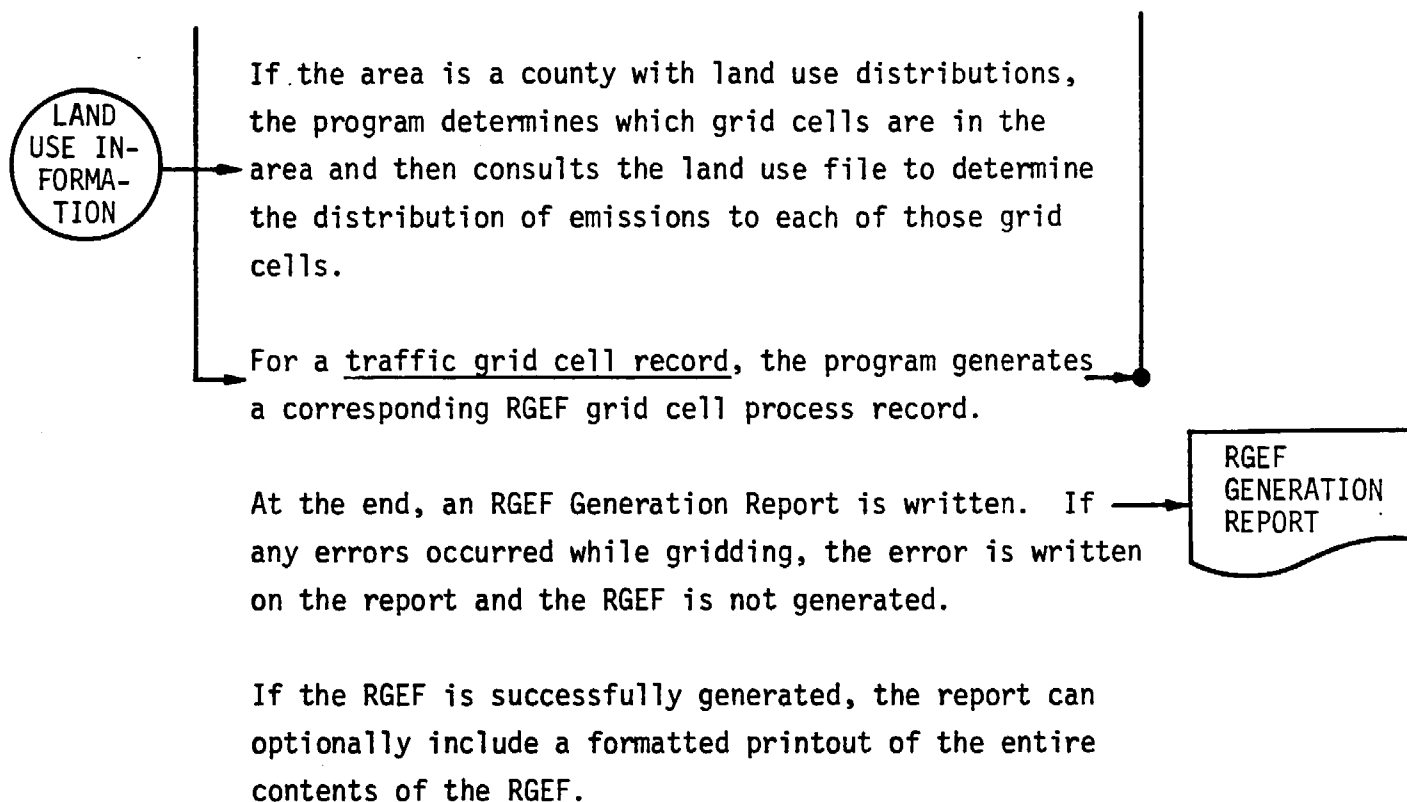 LAND
USE IN-
FORMA-
TION
If the area is a county with land use distributions,
the program determines which grid cells are in the
area and then consults the land use file to determine
the distribution of emissions to each of those grid
cells.
For a traffic grid cell record, the program generates
a corresponding RGEF grid cell process record.
At the end, an RGEF Generation Report is written.  If
any errors occurred while gridding, the error is written
on the report and the RGEF is not generated.
RGEF
GENERATION
REPORT
If the RGEF is successfully generated, the report can
optionally include a formatted printout of the entire
contents of the RGEF.